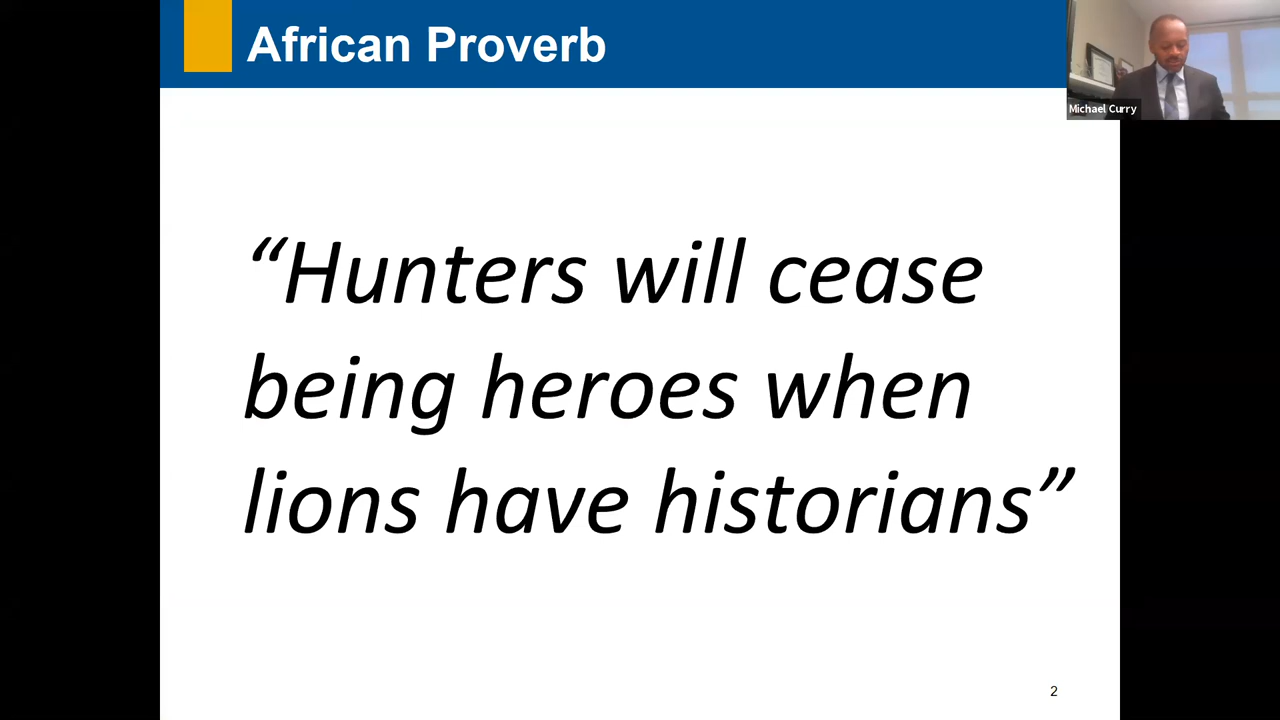 African Proverb
Michael Curry
“Hunters will cease
being heroes when
lions have historians”
2